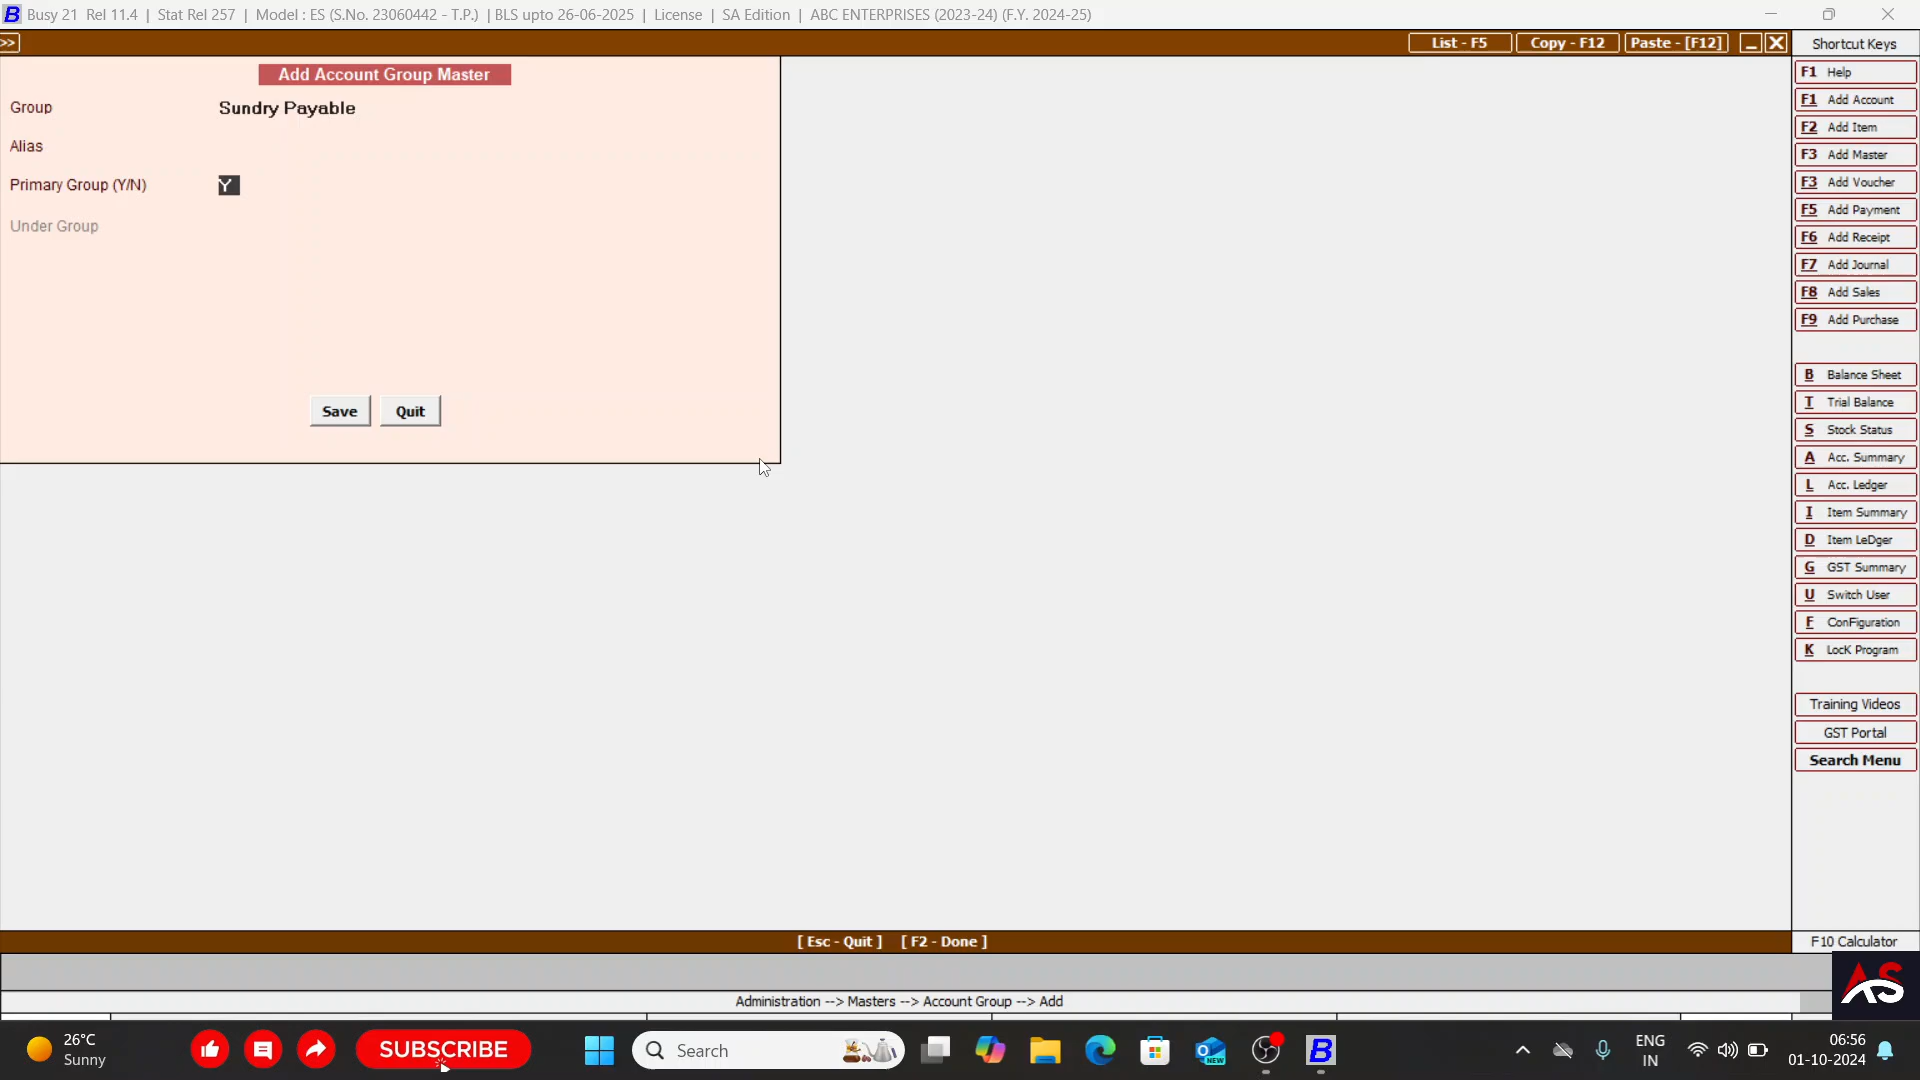 B Busy 21 Rel 11.4 | Stat Rel 257 | Model : ES (S.No. 23060442 - T.P.) | BLS upto 26-06-2025 | License | SA Edition | ABC ENTERPRISES (2023-24) (F.Y. 2024-25)
>> List - F5 Copy - F12 Paste - [F12] Shortcut Keys
Add Account Group Master
Group Sundry Payable
Alias
Primary Group (Y/N) Y
Under Group
Save Quit
F1 Help
F1 Add Account
F2 Add Item
F3 Add Master
F3 Add Voucher
F5 Add Payment
F6 Add Receipt
F7 Add Journal
F8 Add Sales
F9 Add Purchase
B Balance Sheet
T Trial Balance
S Stock Status
A Acc. Summary
L Acc. Ledger
I Item Summary
D Item LeDger
G GST Summary
U Switch User
F ConFiguration
K LocK Program
Training Videos
GST Portal
Search Menu
[ Esc - Quit ] [ F2 - Done ] F10 Calculator
AS
Administration --> Masters --> Account Group --> Add
26°C
Sunny
SUBSCRIBE
Search
NEW
B
ENG
IN
06:56
01-10-2024